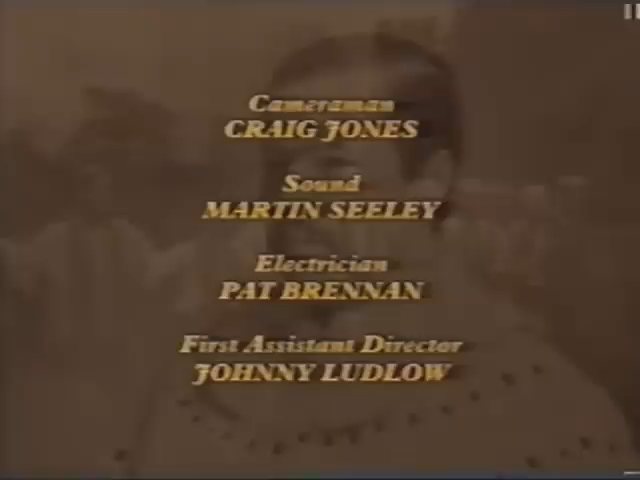 Cameraman
CRAIG JONES
Sound
MARTIN SEELEY
Electrician
PAT BRENNAN
First Assistant Director
JOHNNY LUDLOW